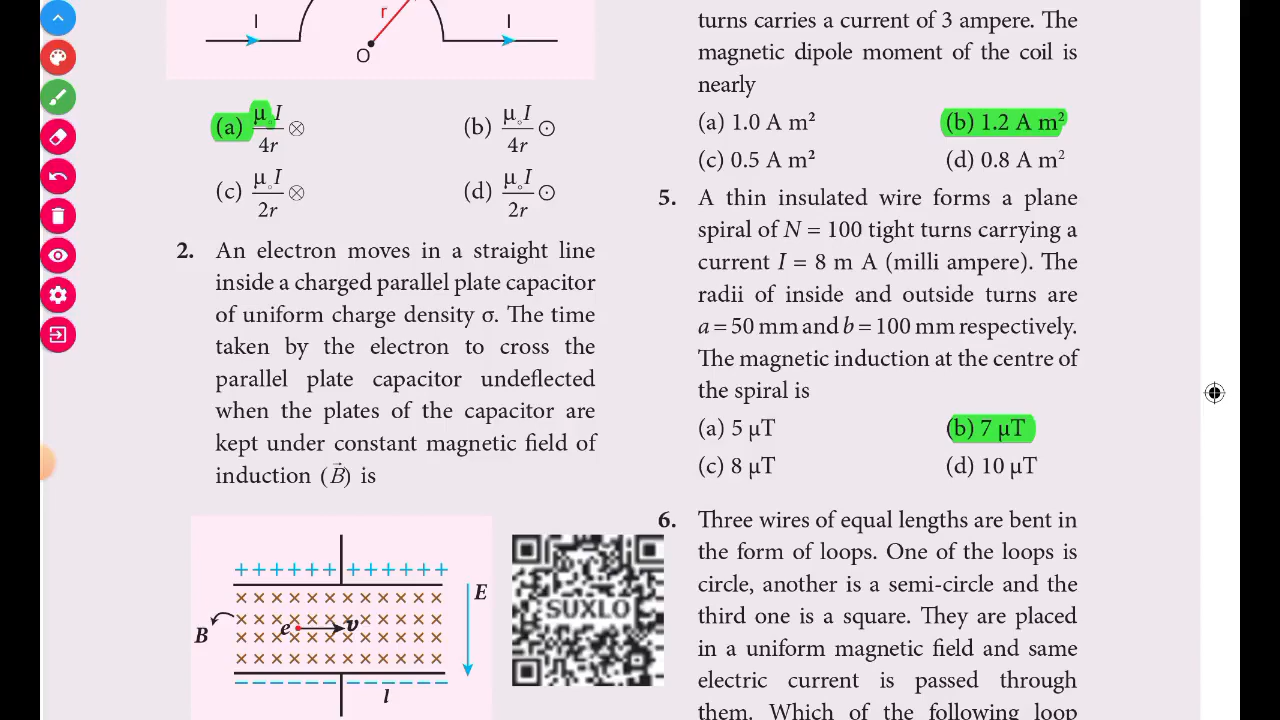 I
r
I
O
(a) μ∘I/4r ⊗
(b) μ∘I/4r ⊙
(c) μ∘I/2r ⊗
(d) μ∘I/2r ⊙
2. An electron moves in a straight line
inside a charged parallel plate capacitor
of uniform charge density σ. The time
taken by the electron to cross the
parallel plate capacitor undeflected
when the plates of the capacitor are
kept under constant magnetic field of
induction (B⃗) is
+ + + + + + + + + + + +
E
× × × × × × × × × ×
× × × × × × × × × ×
B
e
v
× × × × × × × × × ×
× × × × × × × × × ×
l
SUXLO
turns carries a current of 3 ampere. The
magnetic dipole moment of the coil is
nearly
(a) 1.0 A m²
(b) 1.2 A m²
(c) 0.5 A m²
(d) 0.8 A m²
5. A thin insulated wire forms a plane
spiral of N = 100 tight turns carrying a
current I = 8 m A (milli ampere). The
radii of inside and outside turns are
a = 50 mm and b = 100 mm respectively.
The magnetic induction at the centre of
the spiral is
(a) 5 μT
(b) 7 μT
(c) 8 μT
(d) 10 μT
6. Three wires of equal lengths are bent in
the form of loops. One of the loops is
circle, another is a semi-circle and the
third one is a square. They are placed
in a uniform magnetic field and same
electric current is passed through
them. Which of the following loop